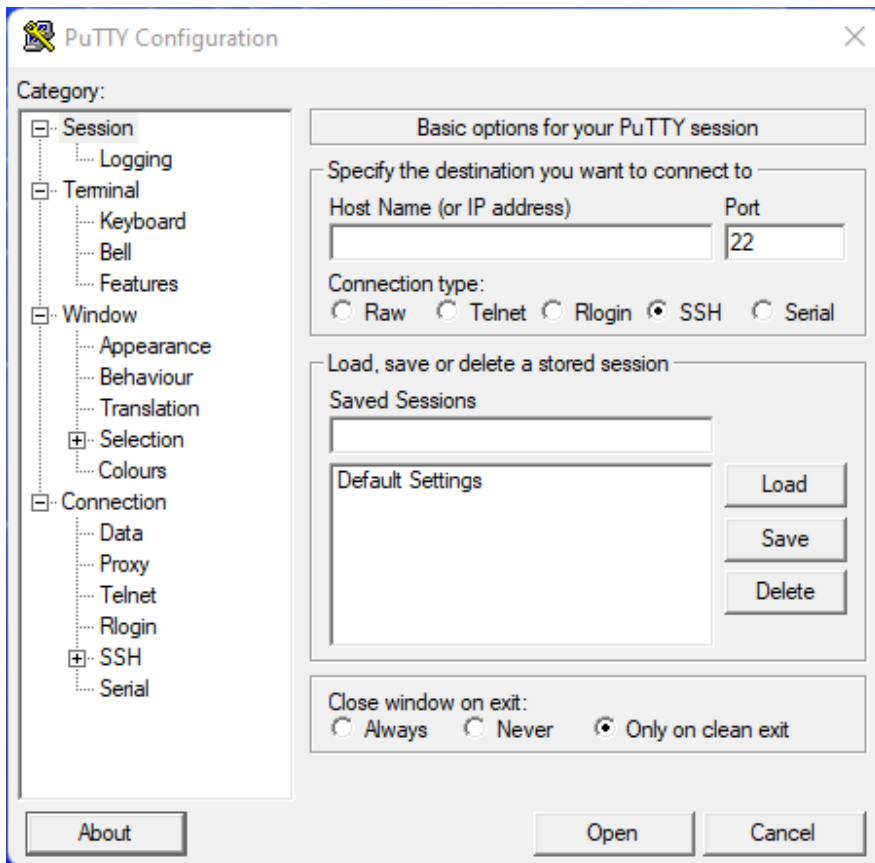 PuTTY Configuration
Category:
Session
Logging
Terminal
Keyboard
Bell
Features
Window
Appearance
Behaviour
Translation
Selection
Colours
Connection
Data
Proxy
Telnet
Rlogin
SSH
Serial
Basic options for your PuTTY session
Specify the destination you want to connect to
Host Name (or IP address) Port
22
Connection type:
Raw Telnet Rlogin SSH Serial
Load, save or delete a stored session
Saved Sessions
Default Settings
Load
Save
Delete
Close window on exit:
Always Never Only on clean exit
About Open Cancel